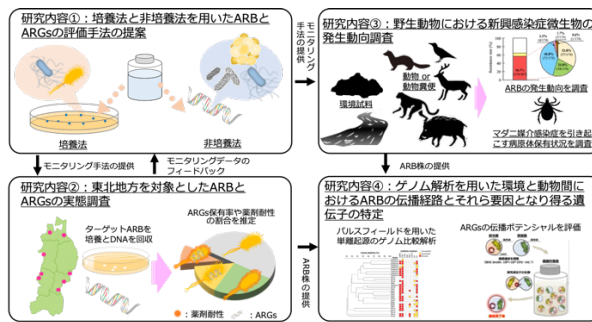 研究内容①：培養法と非培養法を用いたARBと
ARGsの評価手法の提案
培養法
非培養法
モニタリング
手法の提供
研究内容③：野生動物における新興感染症微生物の
発生動向調査
環境試料
動物 or
動物糞便
ARBの発生動向を調査
マダニ媒介感染症を引き起
こす病原体保有状況を調査
モニタリング手法の提供
モニタリングデータの
フィードバック
ARB株の提供
研究内容②：東北地方を対象としたARBと
ARGsの実態調査
ターゲットARBを
培養とDNAを回収
ARGs保有率や薬剤耐性
の割合を推定
：薬剤耐性
：ARGs
ARB株
の提供
研究内容④：ゲノム解析を用いた環境と動物間に
おけるARBの伝播経路とそれら要因となり得る遺
伝子の特定
パルスフィールドを用いた
単離起源のゲノム比較解析
ARGsの伝播ポテンシャルを評価